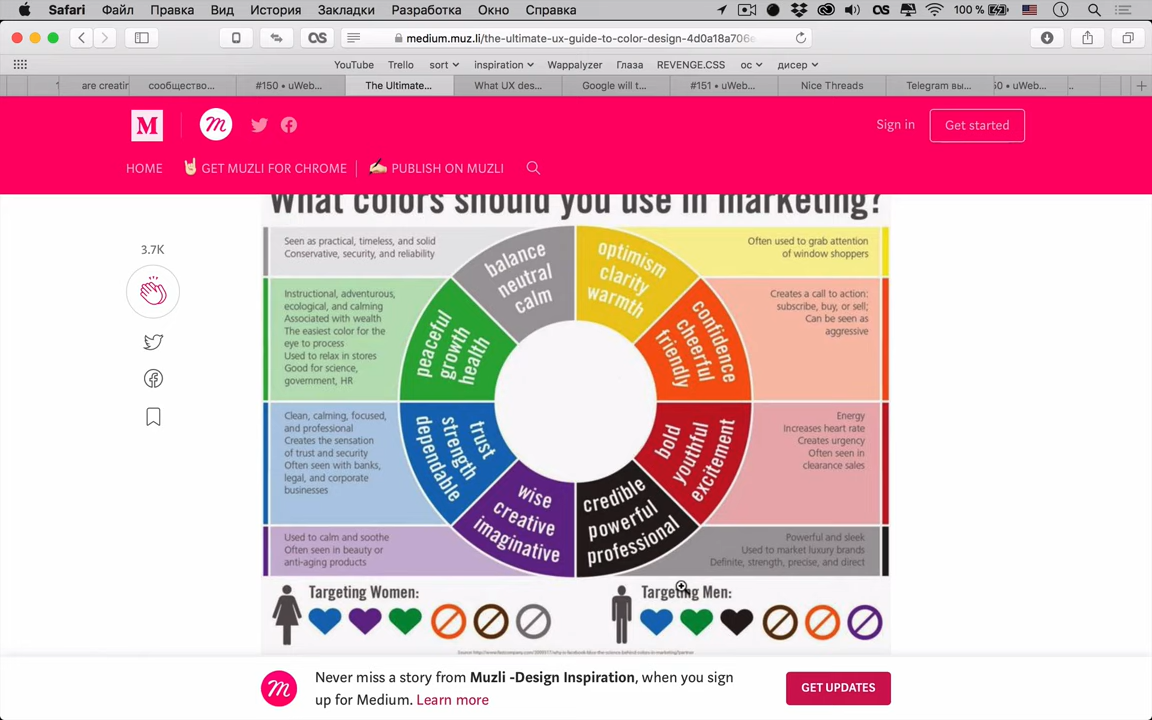 Safari Файл Правка Вид История Закладки Разработка Окно Справка 100 %
medium.muz.li/the-ultimate-ux-guide-to-color-design-4d0a18a706e
YouTube Trello sort inspiration Wappalyzer Глаза REVENGE.CSS ос дисер
are creatir сообщество... #150 • uWeb... The Ultimate... What UX des... Google will t... #151 • uWeb... Nice Threads Telegram вы... 50 • uWeb...
Sign in Get started
HOME GET MUZLI FOR CHROME PUBLISH ON MUZLI
What colors should you use in marketing?
3.7K
Seen as practical, timeless, and solid
Conservative, security, and reliability
balance
neutral
calm
optimism
clarity
warmth
Often used to grab attention
of window shoppers
Instructional, adventurous,
ecological, and calming
Associated with wealth
The easiest color for the
eye to process
Used to relax in stores
Good for science,
government, HR
peaceful
growth
health
confidence
cheerful
friendly
Creates a call to action:
subscribe, buy, or sell;
Can be seen as
aggressive
Clean, calming, focused,
and professional
Creates the sensation
of trust and security
Often seen with banks,
legal, and corporate
businesses
trust
strength
dependable
bold
youthful
excitement
Energy
Increases heart rate
Creates urgency
Often seen in
clearance sales
Used to calm and soothe
Often seen in beauty or
anti-aging products
wise
creative
imaginative
credible
powerful
professional
Powerful and sleek
Used to market luxury brands
Definite, strength, precise, and direct
Targeting Women:
Targeting Men:
Never miss a story from Muzli -Design Inspiration, when you sign
up for Medium. Learn more
GET UPDATES